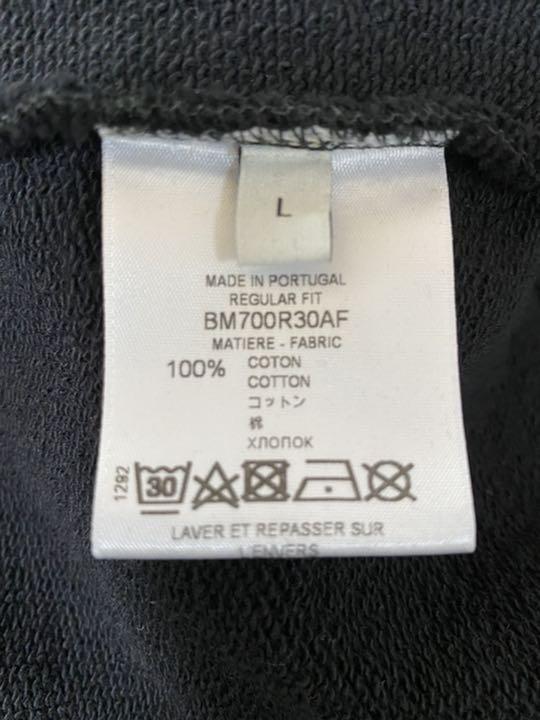 L
MADE IN PORTUGAL
REGULAR FIT
BM700R30AF
MATIERE - FABRIC
100% COTON
COTTON
コットン
棉
ХЛОПОК
1292
30
LAVER ET REPASSER SUR
L'ENVERS